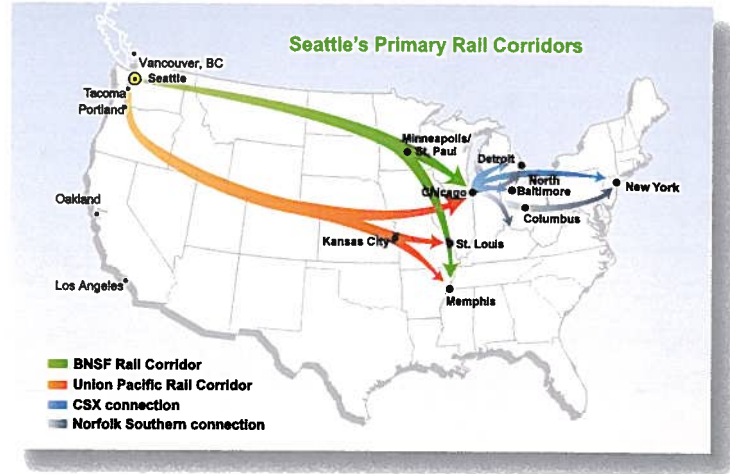 Seattle's Primary Rail Corridors
Vancouver, BC
Seattle
Tacoma
Portland
Minneapolis/
St. Paul
Detroit
Chicago
North
Baltimore
New York
Columbus
Oakland
Kansas City
St. Louis
Los Angeles
Memphis
BNSF Rail Corridor
Union Pacific Rail Corridor
CSX connection
Norfolk Southern connection